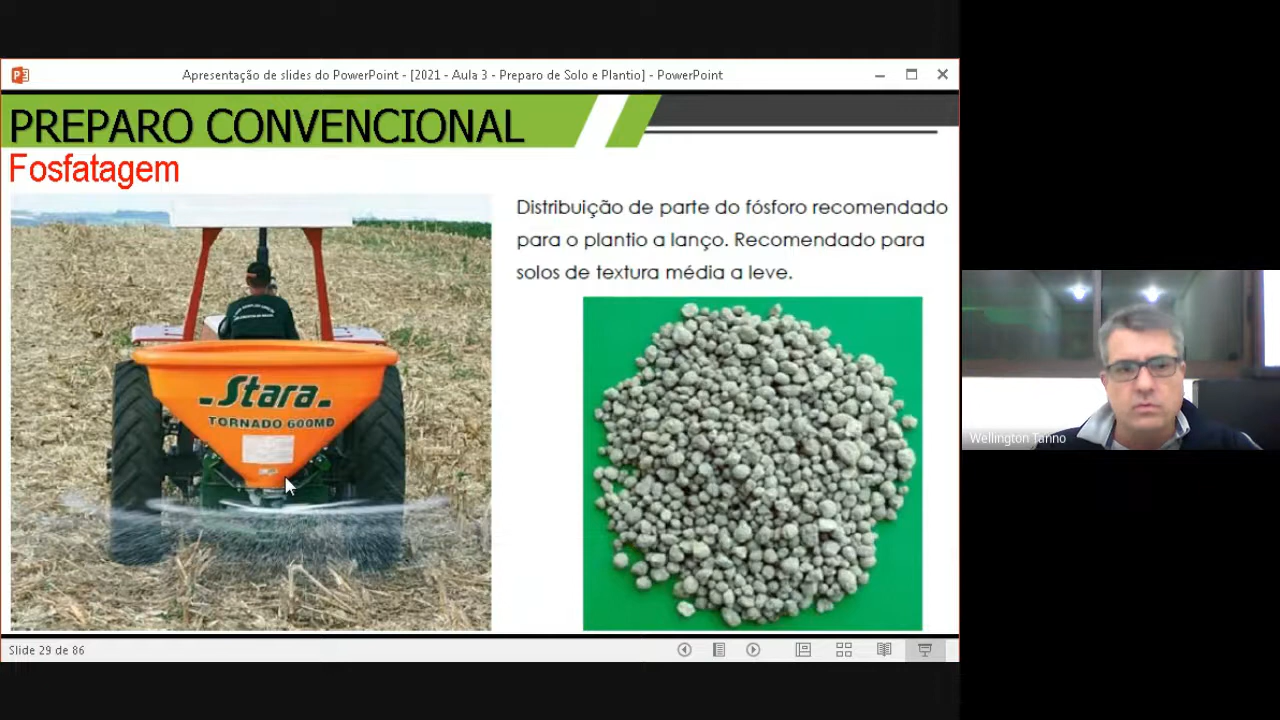 Apresentação de slides do PowerPoint - [2021 - Aula 3 - Preparo de Solo e Plantio] - PowerPoint
PREPARO CONVENCIONAL
Fosfatagem
Distribuição de parte do fósforo recomendado
para o plantio a lanço. Recomendado para
solos de textura média a leve.
Stara
TORNADO 600MD
Wellington Tanno
Slide 29 de 86